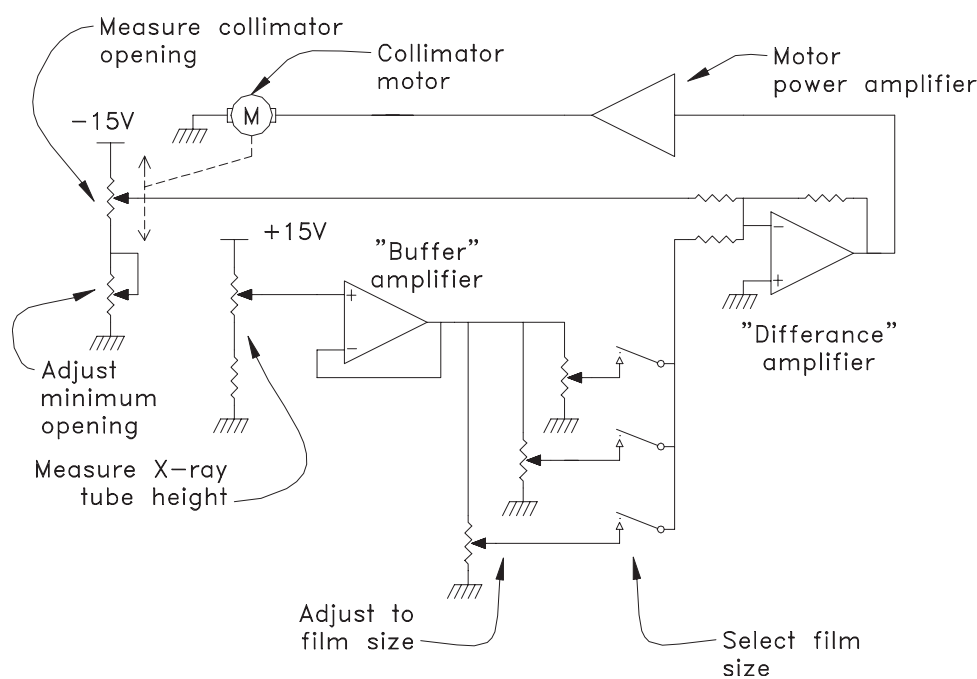 Measure collimator
opening
Collimator
motor
Motor
power amplifier
M
-15V
+15V
"Buffer"
amplifier
+
-
-
+
"Differance"
amplifier
Adjust
minimum
opening
Measure X-ray
tube height
Adjust to
film size
Select film
size